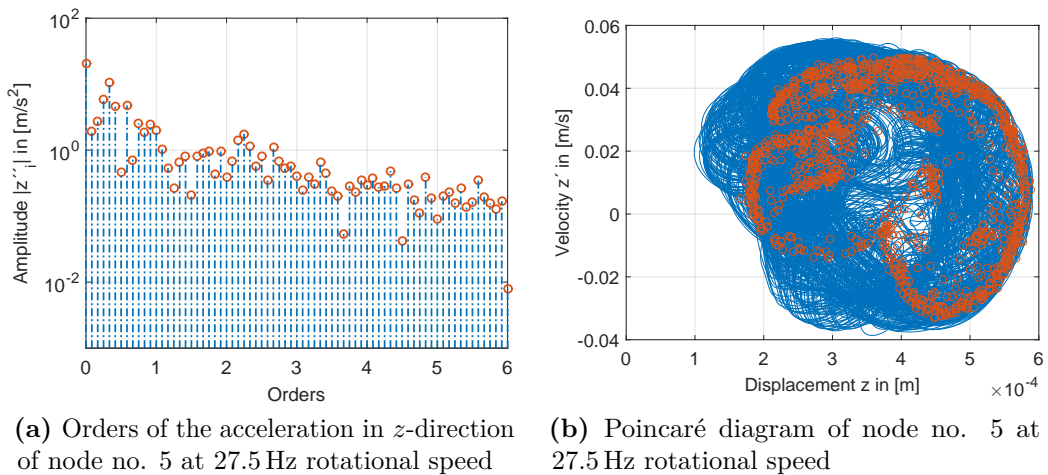 10^2
10^0
10^-2
Amplitude |z´´_i| in [m/s^2]
0 1 2 3 4 5 6
Orders
0.06
0.04
0.02
0
-0.02
-0.04
Velocity z´ in [m/s]
0 1 2 3 4 5 6
Displacement z in [m]
×10^-4
(a) Orders of the acceleration in z-direction
of node no. 5 at 27.5 Hz rotational speed
(b) Poincaré diagram of node no. 5 at
27.5 Hz rotational speed